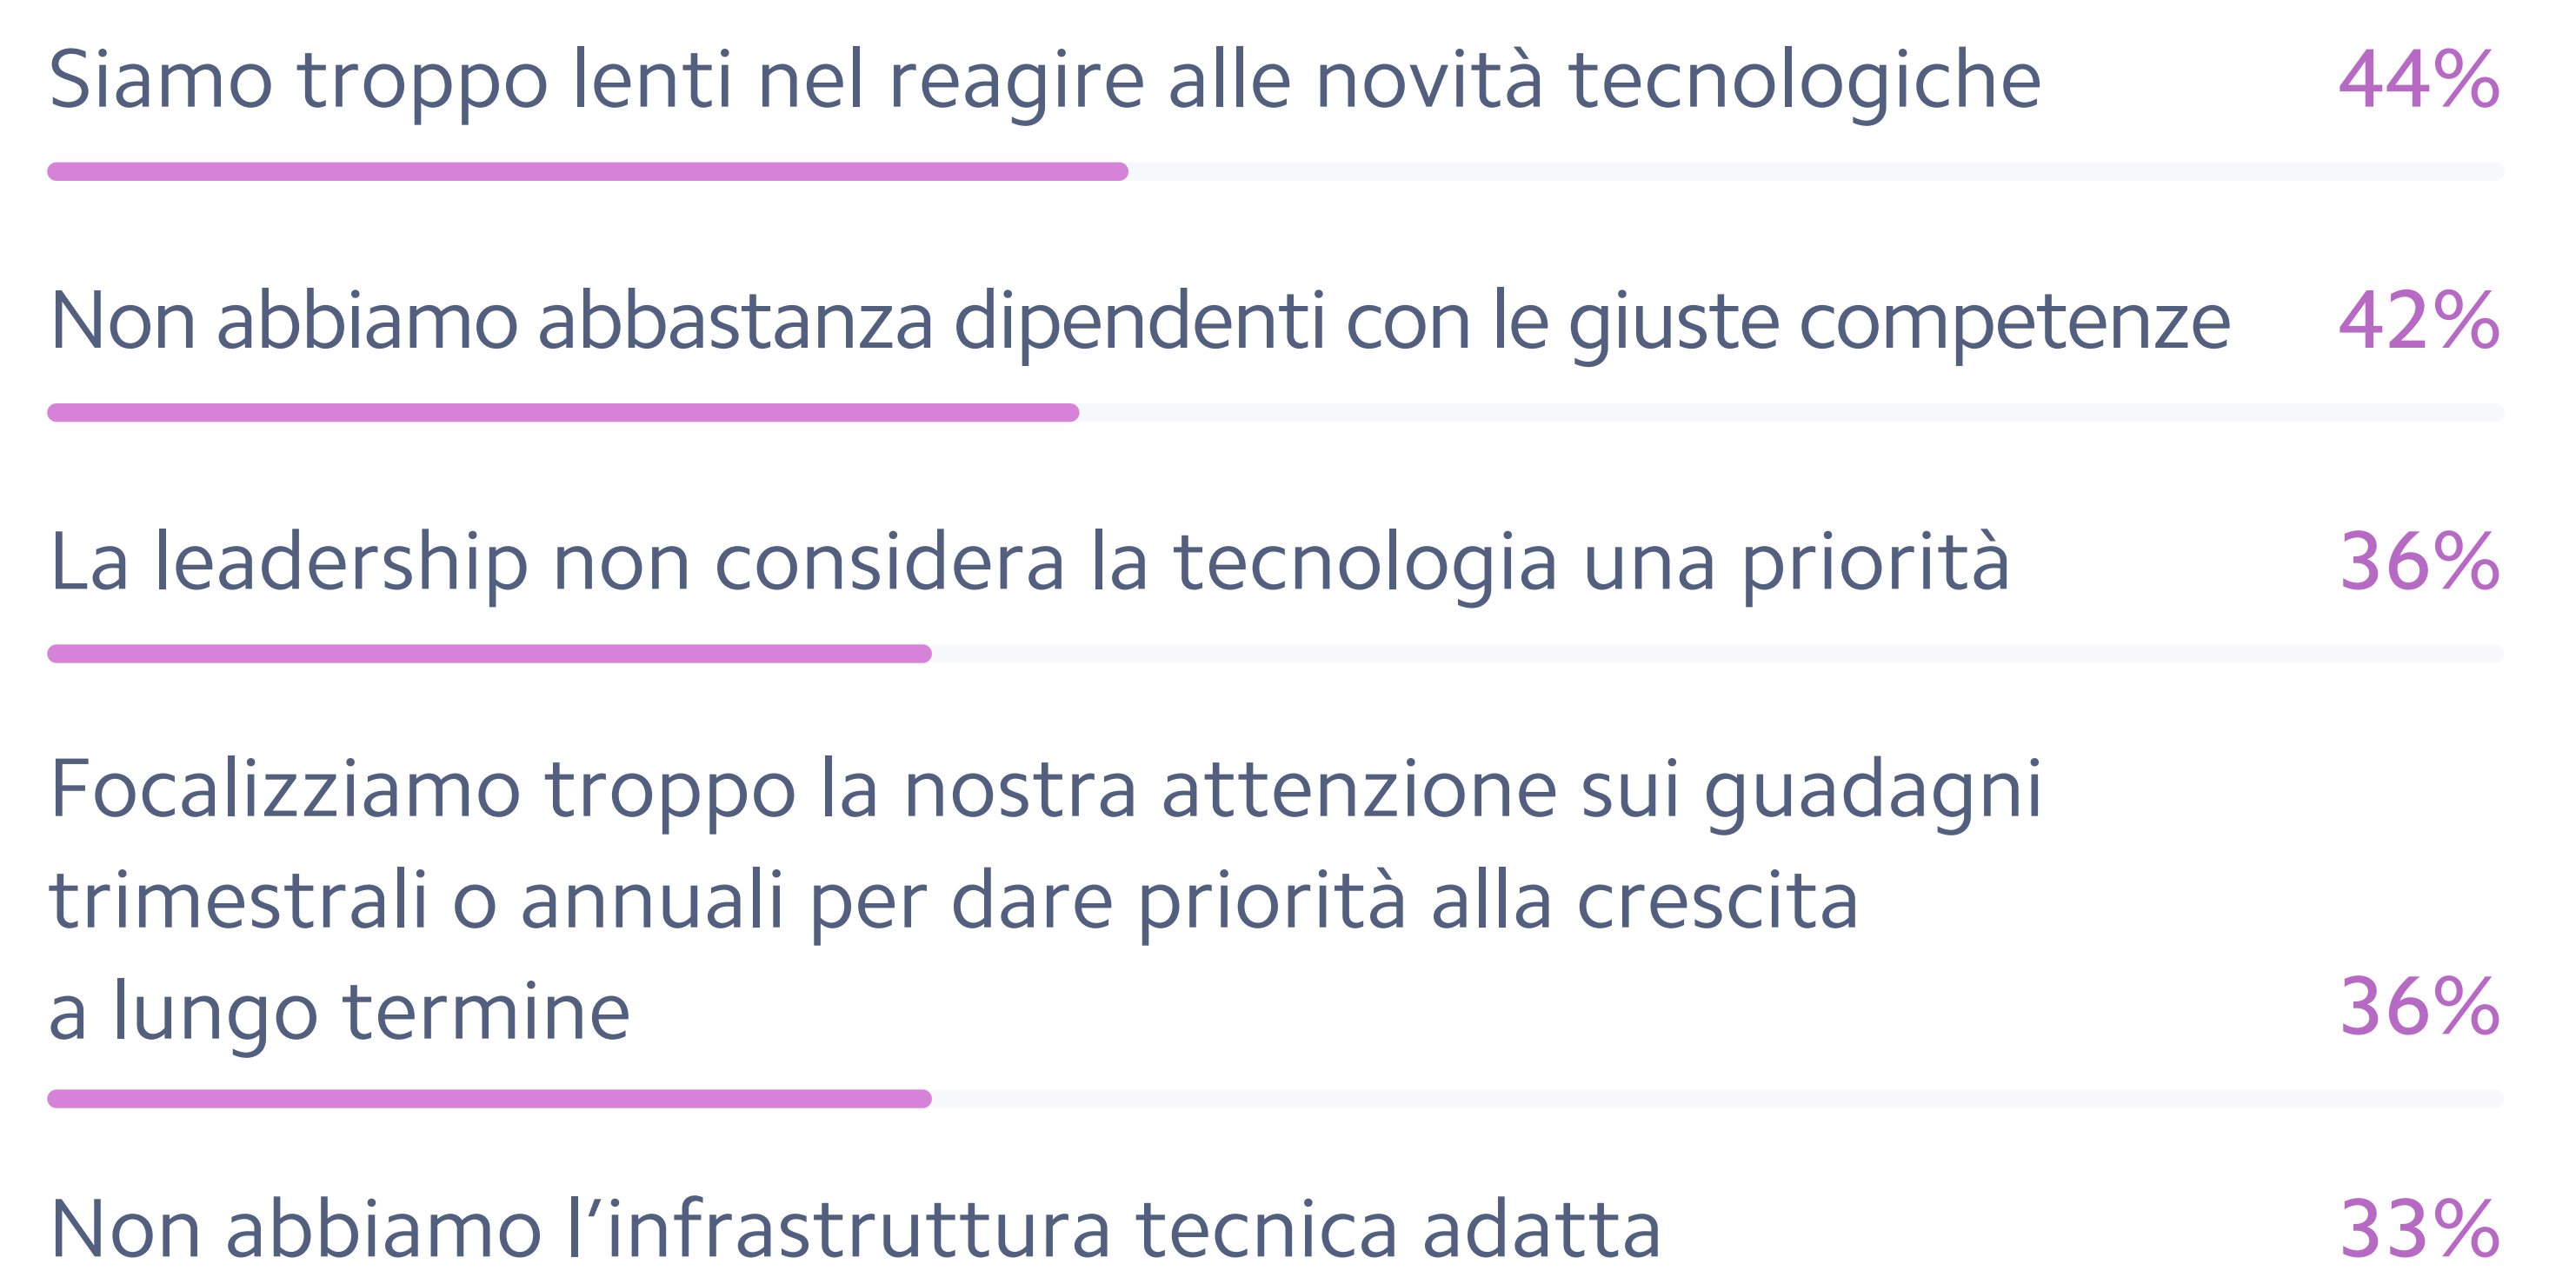 Siamo troppo lenti nel reagire alle novità tecnologiche 44%
Non abbiamo abbastanza dipendenti con le giuste competenze 42%
La leadership non considera la tecnologia una priorità 36%
Focalizziamo troppo la nostra attenzione sui guadagni
trimestrali o annuali per dare priorità alla crescita
a lungo termine 36%
Non abbiamo l’infrastruttura tecnica adatta 33%